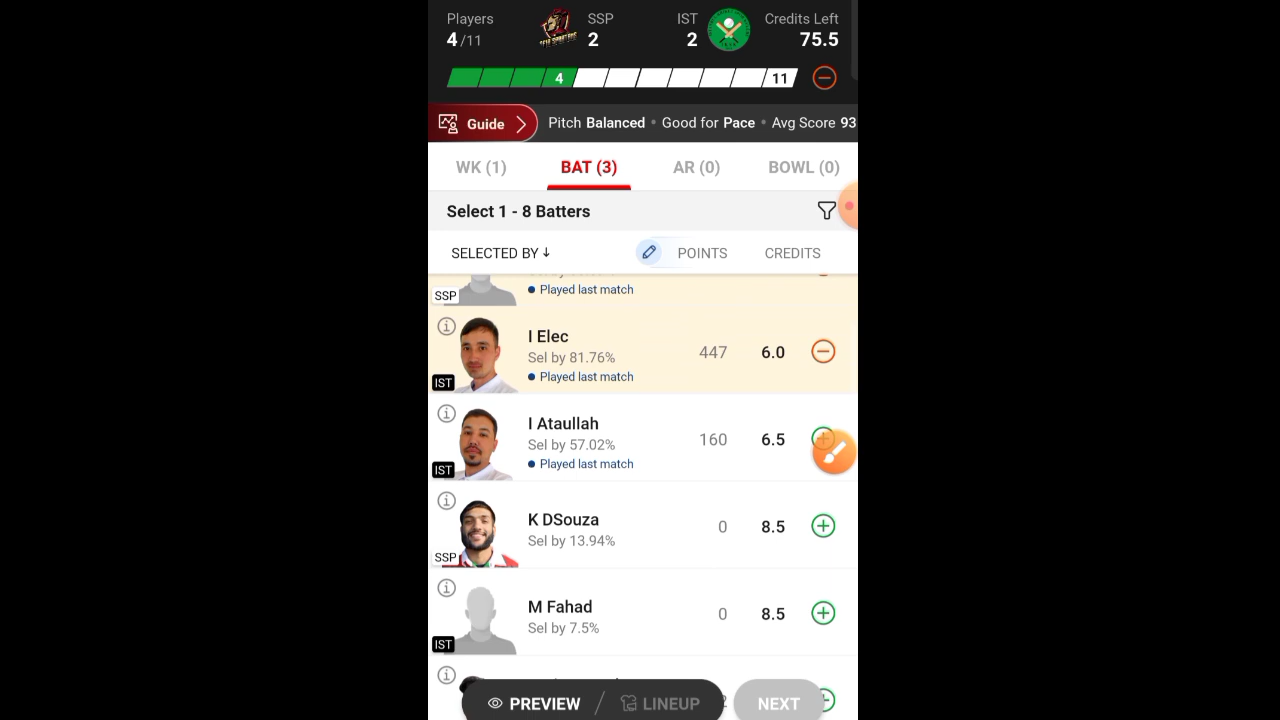 Players SSP IST Credits Left
4/11 2 2 75.5
4 11
Guide Pitch Balanced • Good for Pace • Avg Score 93
WK (1) BAT (3) AR (0) BOWL (0)
Select 1 - 8 Batters
SELECTED BY ↓ POINTS CREDITS
SSP • Played last match
I Elec
Sel by 81.76% 447 6.0
IST • Played last match
I Ataullah
Sel by 57.02% 160 6.5
IST • Played last match
K DSouza 0 8.5
Sel by 13.94%
SSP
M Fahad 0 8.5
Sel by 7.5%
IST
PREVIEW / LINEUP NEXT